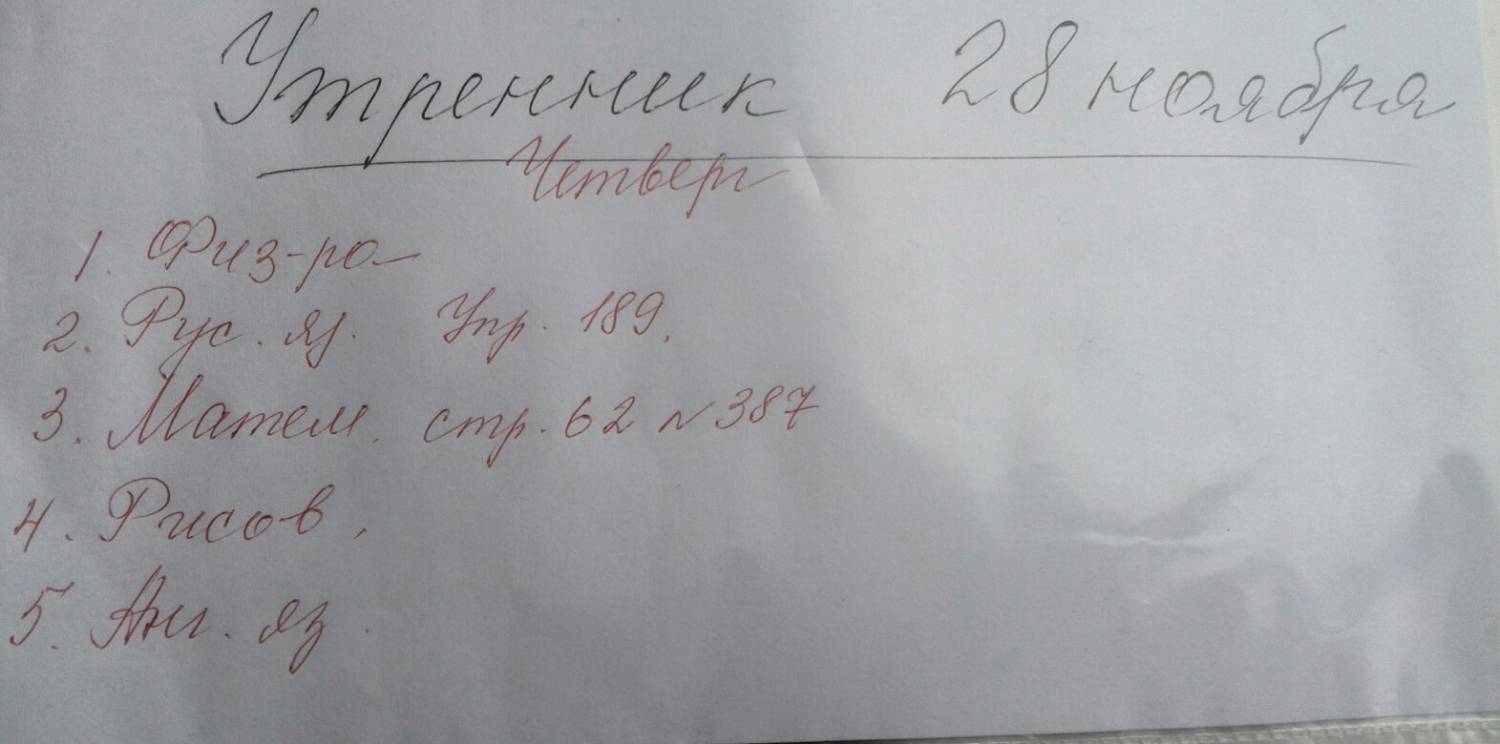 Утренник 28 ноября
Четверг
1. Физ-ра
2. Рус. яз. Упр. 189.
3. Матем. стр. 62 № 387
4. Рисов.
5. Анг. яз.